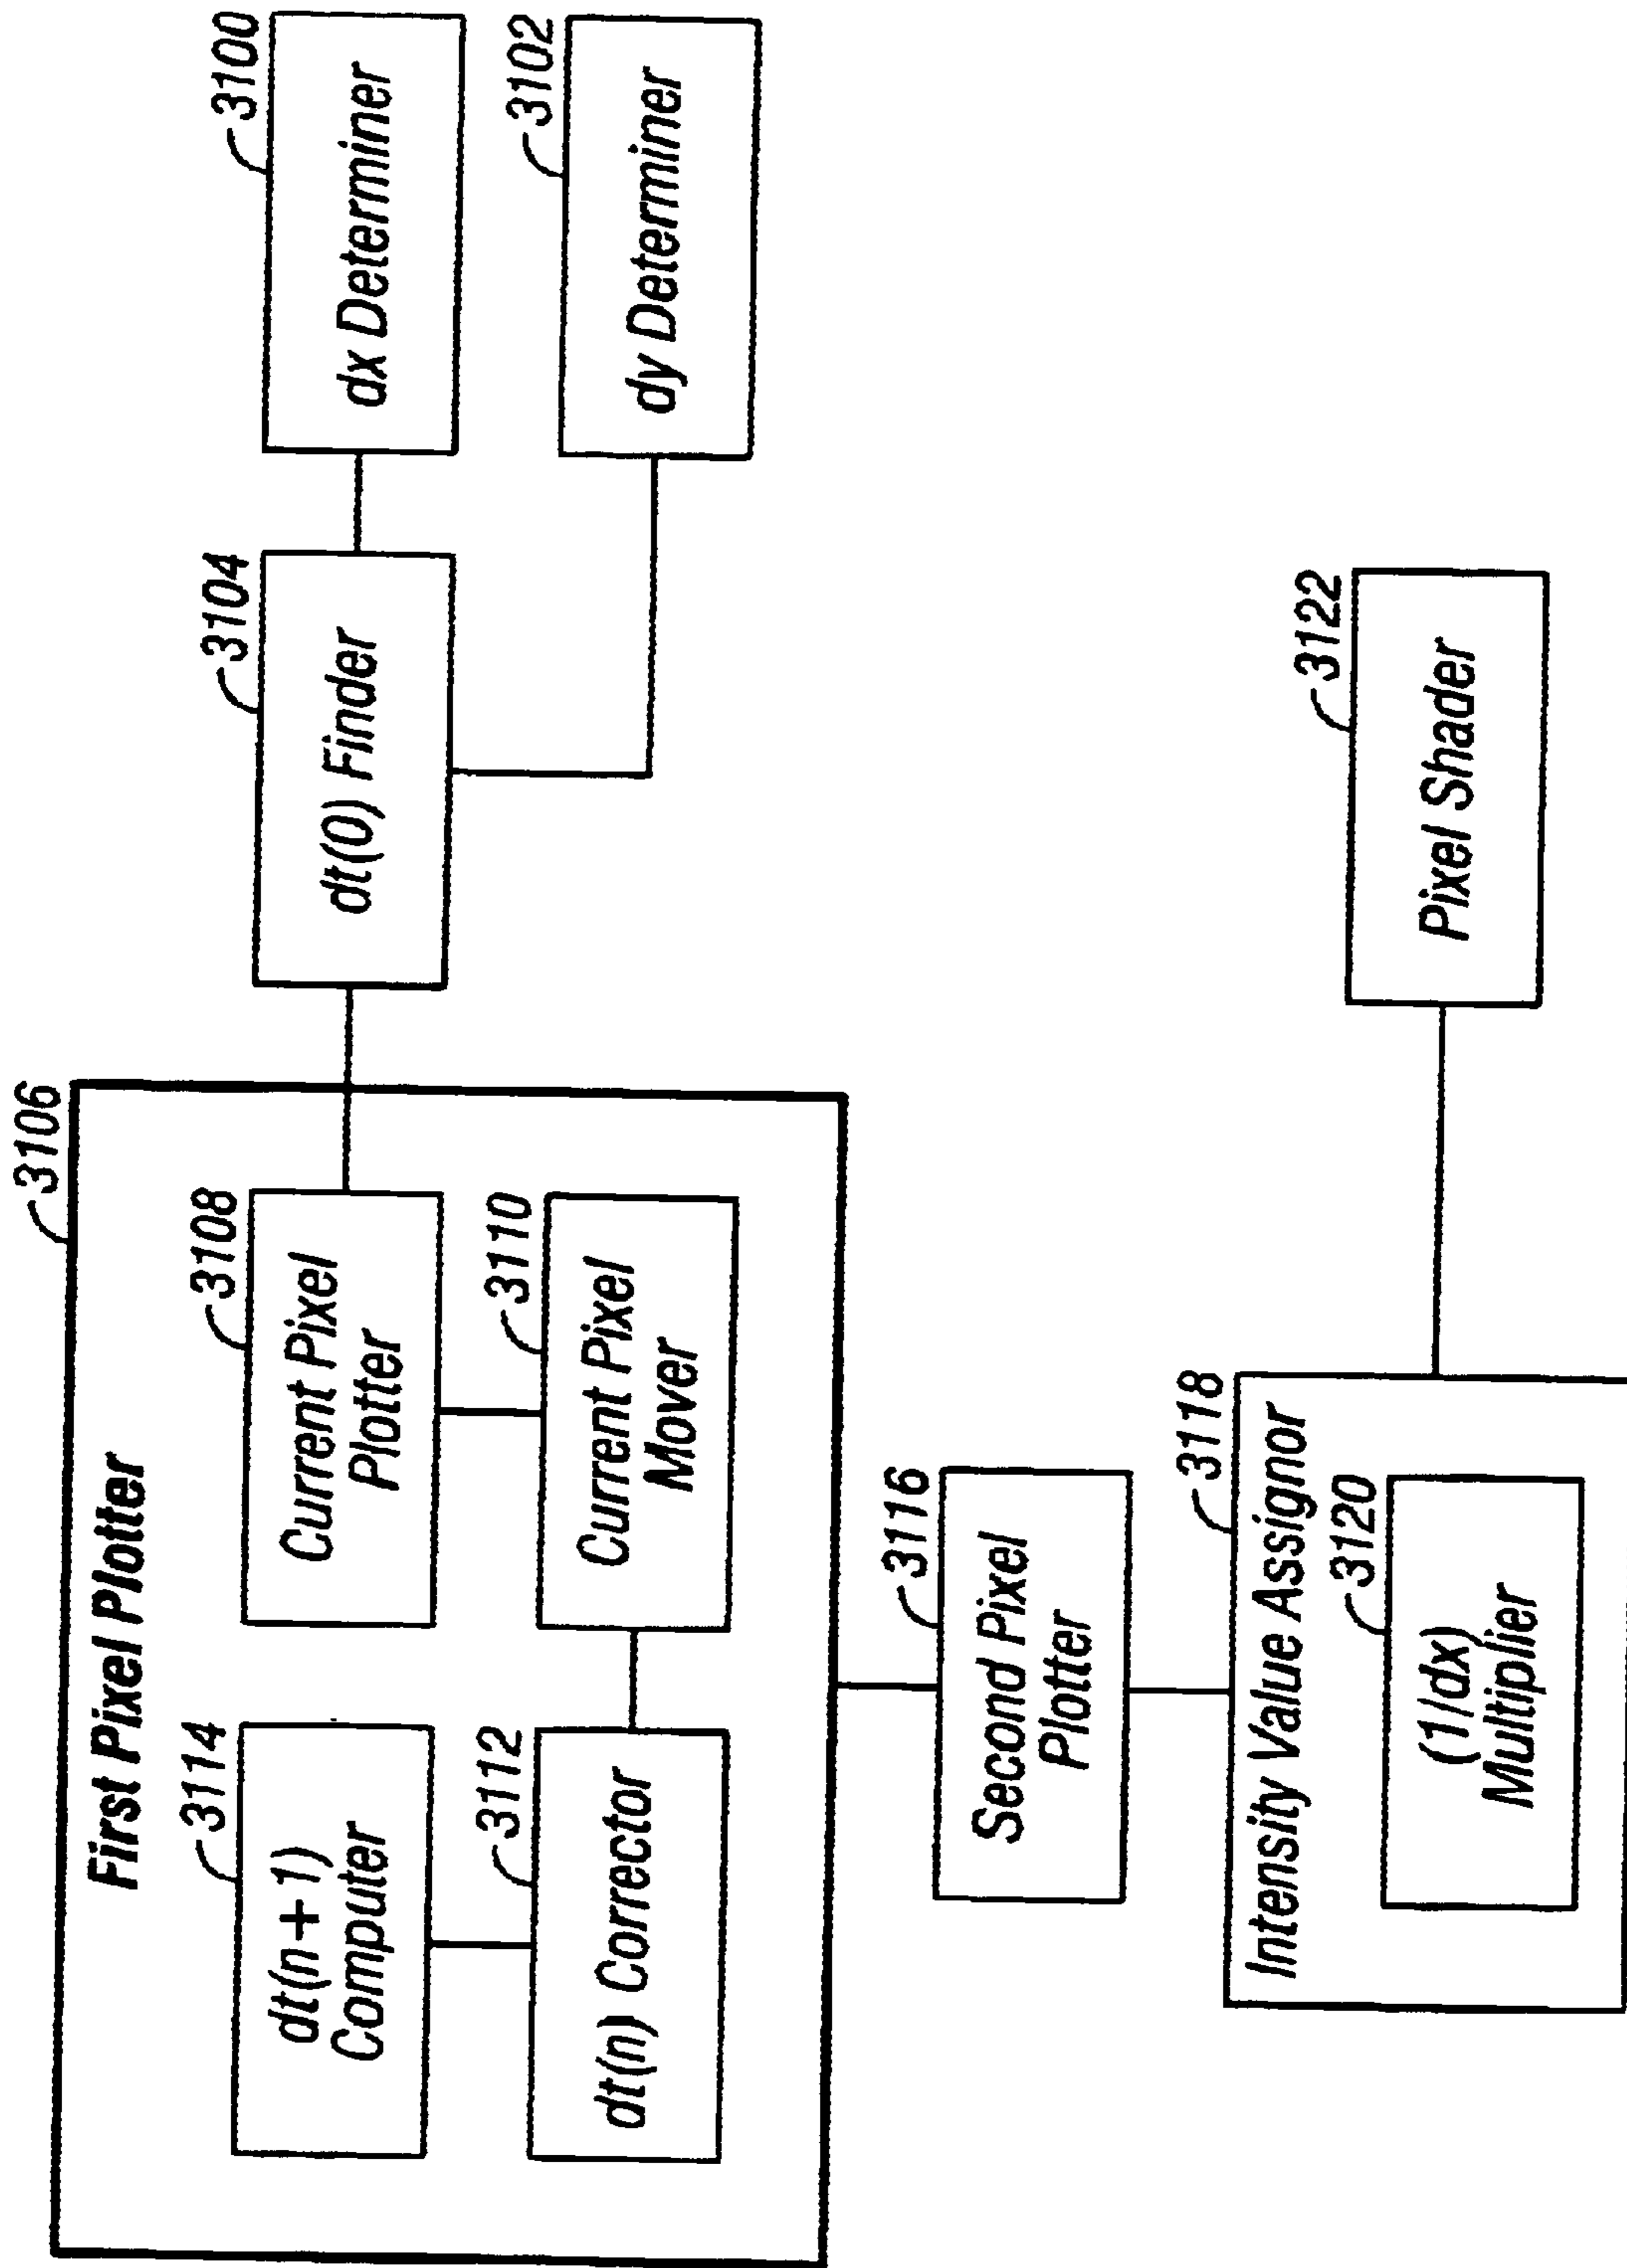 3106
First Pixel Plotter
3114
dt(n + 1)
Computer
3108
Current Pixel
Plotter
3104
dt(0) Finder
3100
dx Determiner
3112
dt(n) Corrector
3110
Current Pixel
Mover
3102
dy Determiner
3116
Second Pixel
Plotter
3118
Intensity Value Assignor
3120
(1/dx)
Multiplier
3122
Pixel Shader